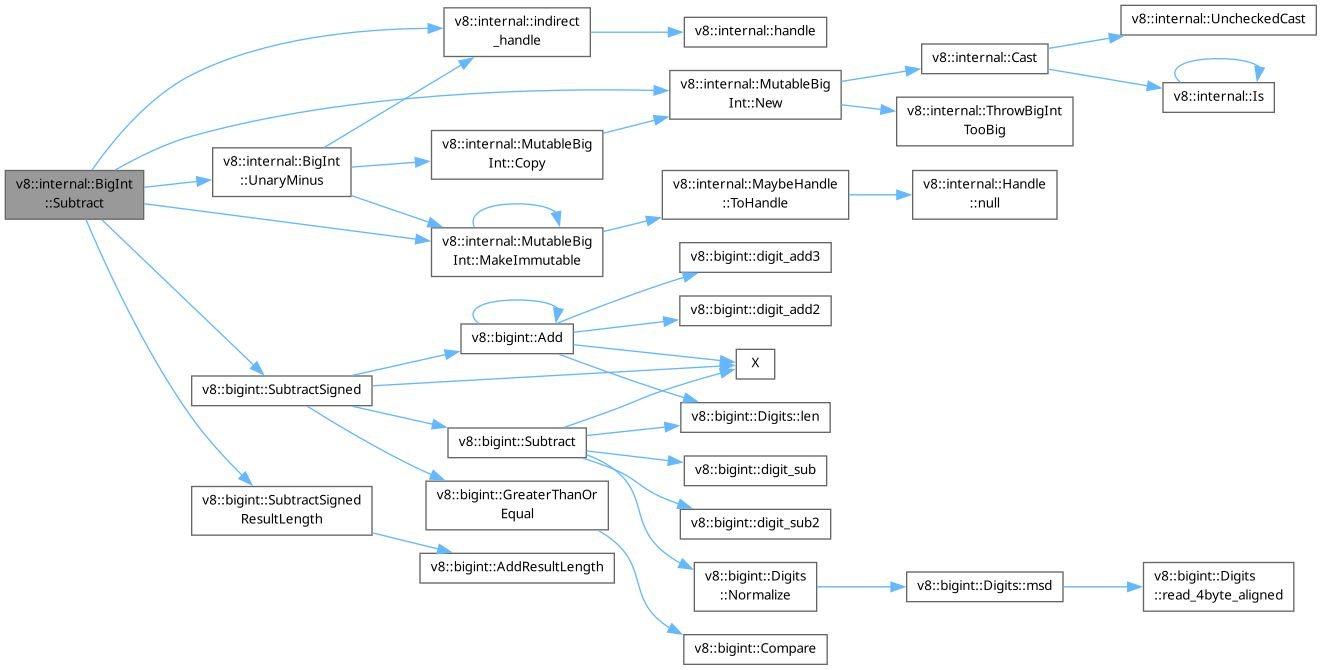 v8::internal::BigInt
::Subtract
v8::internal::indirect
_handle
v8::internal::handle
v8::internal::MutableBig
Int::New
v8::internal::Cast
v8::internal::UncheckedCast
v8::internal::Is
v8::internal::ThrowBigInt
TooBig
v8::internal::BigInt
::UnaryMinus
v8::internal::MutableBig
Int::Copy
v8::internal::MutableBig
Int::MakeImmutable
v8::internal::MaybeHandle
::ToHandle
v8::internal::Handle
::null
v8::bigint::SubtractSigned
v8::bigint::Add
v8::bigint::digit_add3
v8::bigint::digit_add2
X
v8::bigint::Digits::len
v8::bigint::Subtract
v8::bigint::digit_sub
v8::bigint::digit_sub2
v8::bigint::Digits
::Normalize
v8::bigint::Digits::msd
v8::bigint::Digits
::read_4byte_aligned
v8::bigint::GreaterThanOr
Equal
v8::bigint::Compare
v8::bigint::SubtractSigned
ResultLength
v8::bigint::AddResultLength